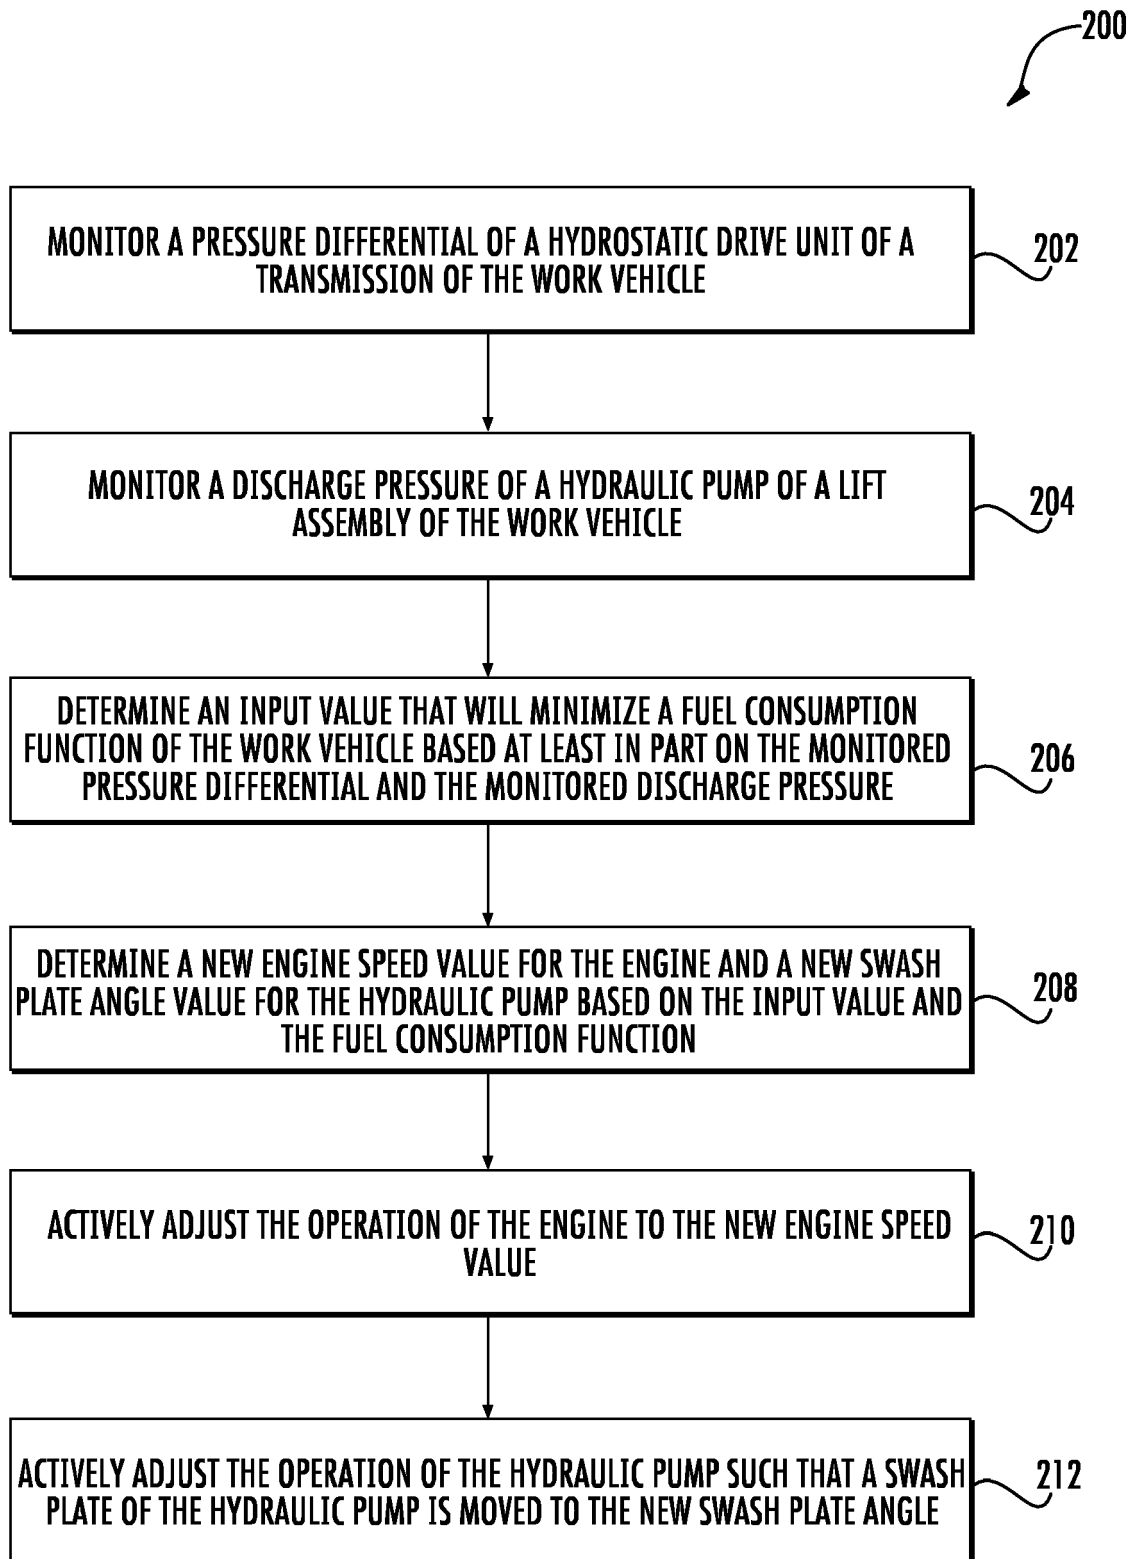 200
MONITOR A PRESSURE DIFFERENTIAL OF A HYDROSTATIC DRIVE UNIT OF A
TRANSMISSION OF THE WORK VEHICLE
202
MONITOR A DISCHARGE PRESSURE OF A HYDRAULIC PUMP OF A LIFT
ASSEMBLY OF THE WORK VEHICLE
204
DETERMINE AN INPUT VALUE THAT WILL MINIMIZE A FUEL CONSUMPTION
FUNCTION OF THE WORK VEHICLE BASED AT LEAST IN PART ON THE MONITORED
PRESSURE DIFFERENTIAL AND THE MONITORED DISCHARGE PRESSURE
206
DETERMINE A NEW ENGINE SPEED VALUE FOR THE ENGINE AND A NEW SWASH
PLATE ANGLE VALUE FOR THE HYDRAULIC PUMP BASED ON THE INPUT VALUE AND
THE FUEL CONSUMPTION FUNCTION
208
ACTIVELY ADJUST THE OPERATION OF THE ENGINE TO THE NEW ENGINE SPEED
VALUE
210
ACTIVELY ADJUST THE OPERATION OF THE HYDRAULIC PUMP SUCH THAT A SWASH
PLATE OF THE HYDRAULIC PUMP IS MOVED TO THE NEW SWASH PLATE ANGLE
212